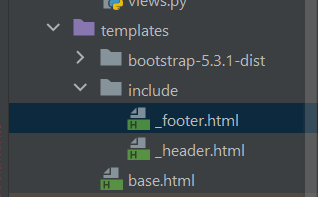 views.py
templates
bootstrap-5.3.1-dist
include
_footer.html
_header.html
base.html